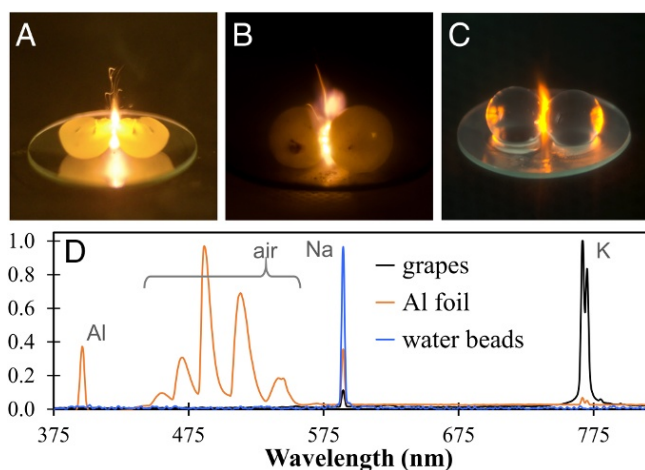 A
B
C
D
1.0
0.8
0.6
0.4
0.2
0.0
Al
air
Na
K
grapes
Al foil
water beads
375 475 575 675 775
Wavelength (nm)